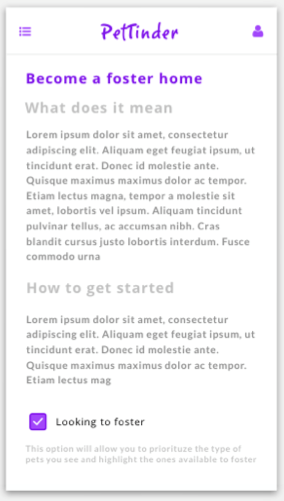 PetTinder
Become a foster home
What does it mean
Lorem ipsum dolor sit amet, consectetur
adipiscing elit. Aliquam eget feugiat ipsum, ut
tincidunt erat. Donec id molestie ante.
Quisque maximus maximus dolor ac tempor.
Etiam lectus magna, tempor a molestie sit
amet, lobortis vel ipsum. Aliquam tincidunt
pulvinar tellus, ac accumsan nibh. Cras
blandit cursus justo lobortis interdum. Fusce
commodo urna
How to get started
Lorem ipsum dolor sit amet, consectetur
adipiscing elit. Aliquam eget feugiat ipsum, ut
tincidunt erat. Donec id molestie ante.
Quisque maximus maximus dolor ac tempor.
Etiam lectus mag
Looking to foster
This option will allow you to priorituze the type of
pets you see and highlight the ones available to foster